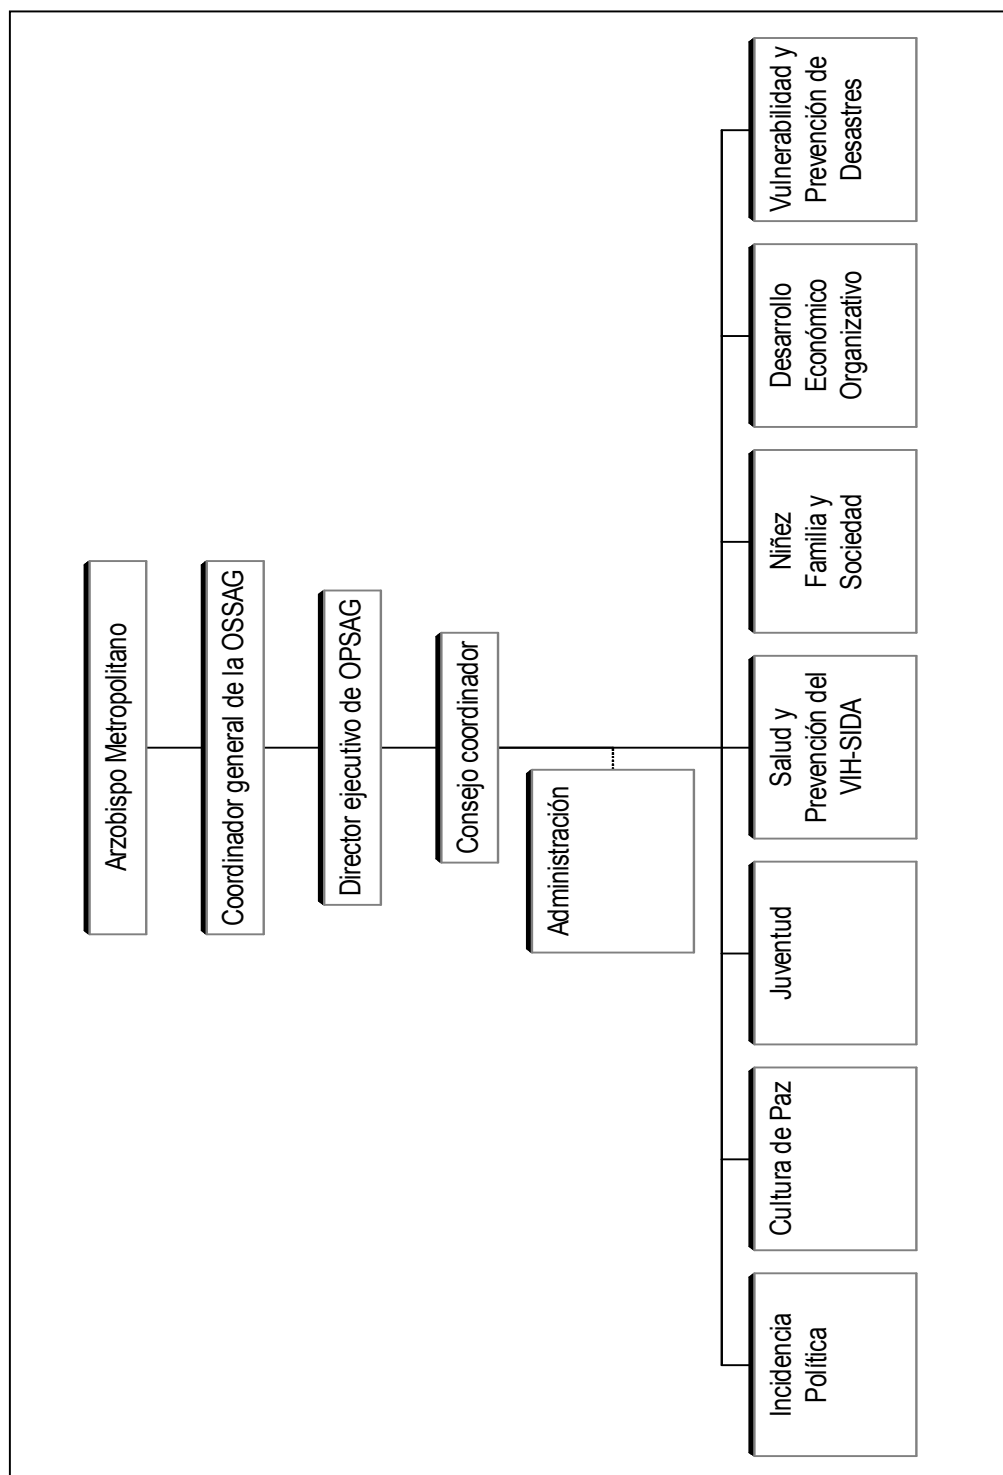 Arzobispo Metropolitano
Coordinador general de la OSSAG
Director ejecutivo de OPSAG
Consejo coordinador
Administración
Incidencia
Política
Cultura de Paz
Juventud
Salud y
Prevención del
VIH-SIDA
Niñez
Familia y
Sociedad
Desarrollo
Económico
Organizativo
Vulnerabilidad y
Prevención de
Desastres